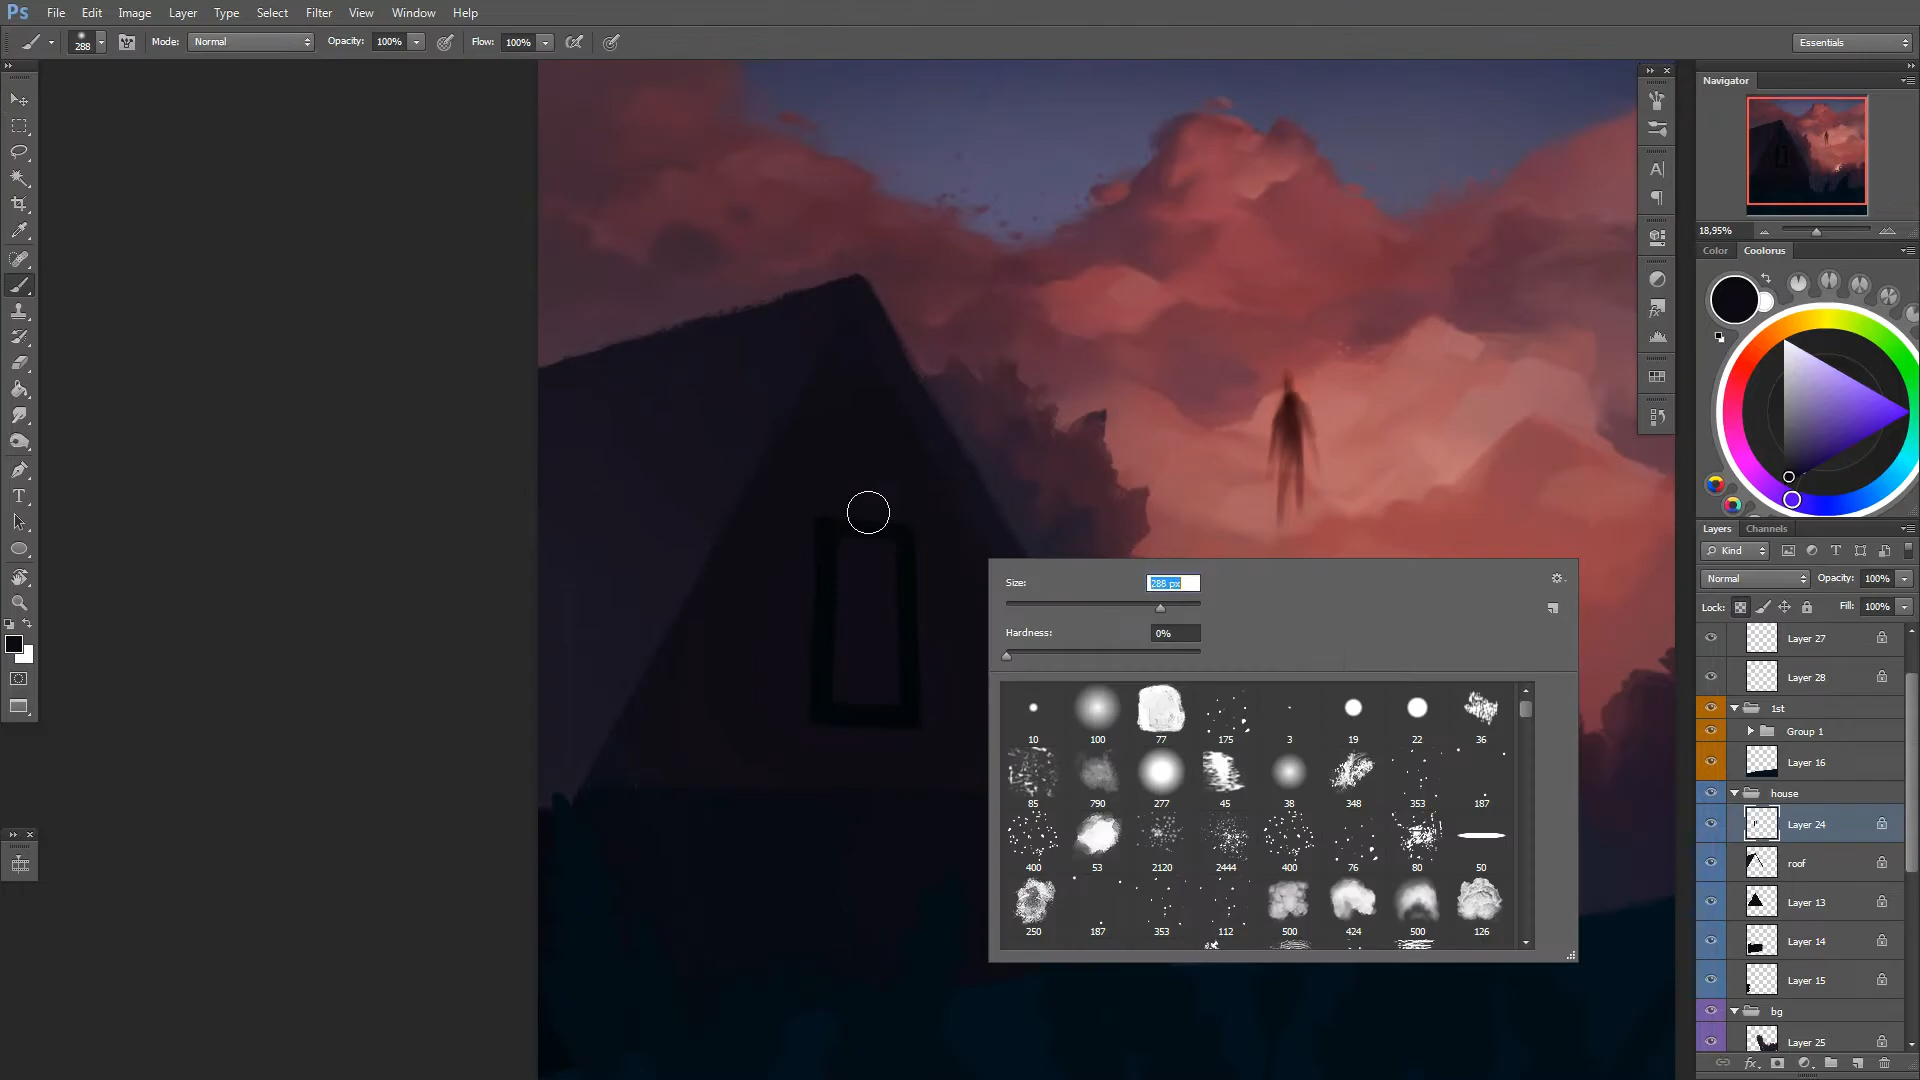 Ps File Edit Image Layer Type Select Filter View Window Help
288 Mode: Normal Opacity: 100% Flow: 100% Essentials
Navigator
18,95%
Color Coolorus
Size: 288 px
Hardness: 0%
10 100 77 175 3 19 22 36
85 790 277 45 38 348 353 187
400 53 2120 2444 400 76 80 50
250 187 353 112 500 424 500 126
Layers Channels
Kind
Normal Opacity: 100%
Lock: Fill: 100%
Layer 27
Layer 28
1st
Group 1
Layer 16
house
Layer 24
roof
Layer 13
Layer 14
Layer 15
bg
Layer 25